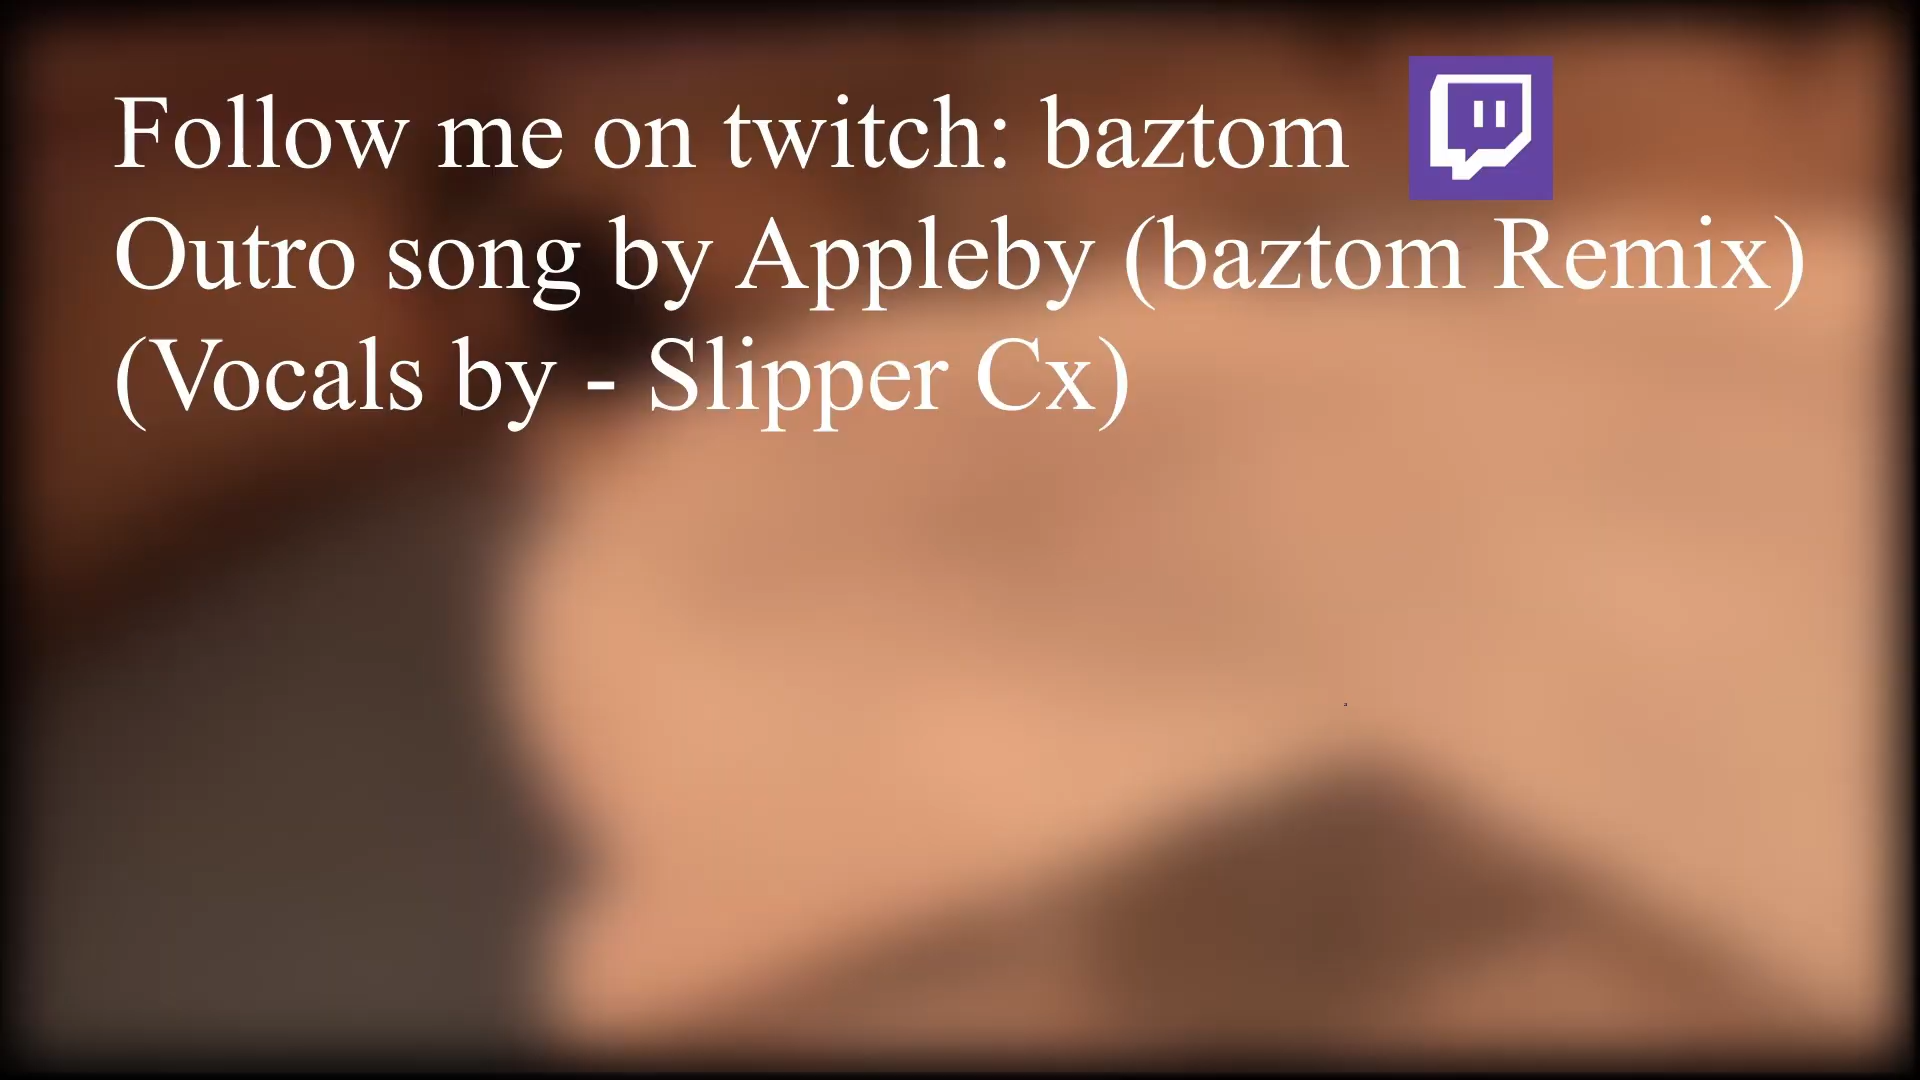 Follow me on twitch: baztom
Outro song by Appleby (baztom Remix)
(Vocals by - Slipper Cx)